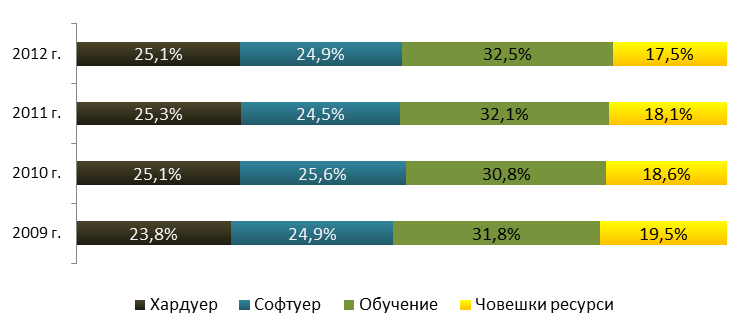 2012 г. 25,1% 24,9% 32,5% 17,5%
2011 г. 25,3% 24,5% 32,1% 18,1%
2010 г. 25,1% 25,6% 30,8% 18,6%
2009 г. 23,8% 24,9% 31,8% 19,5%
Хардуер Софтуер Обучение Човешки ресурси